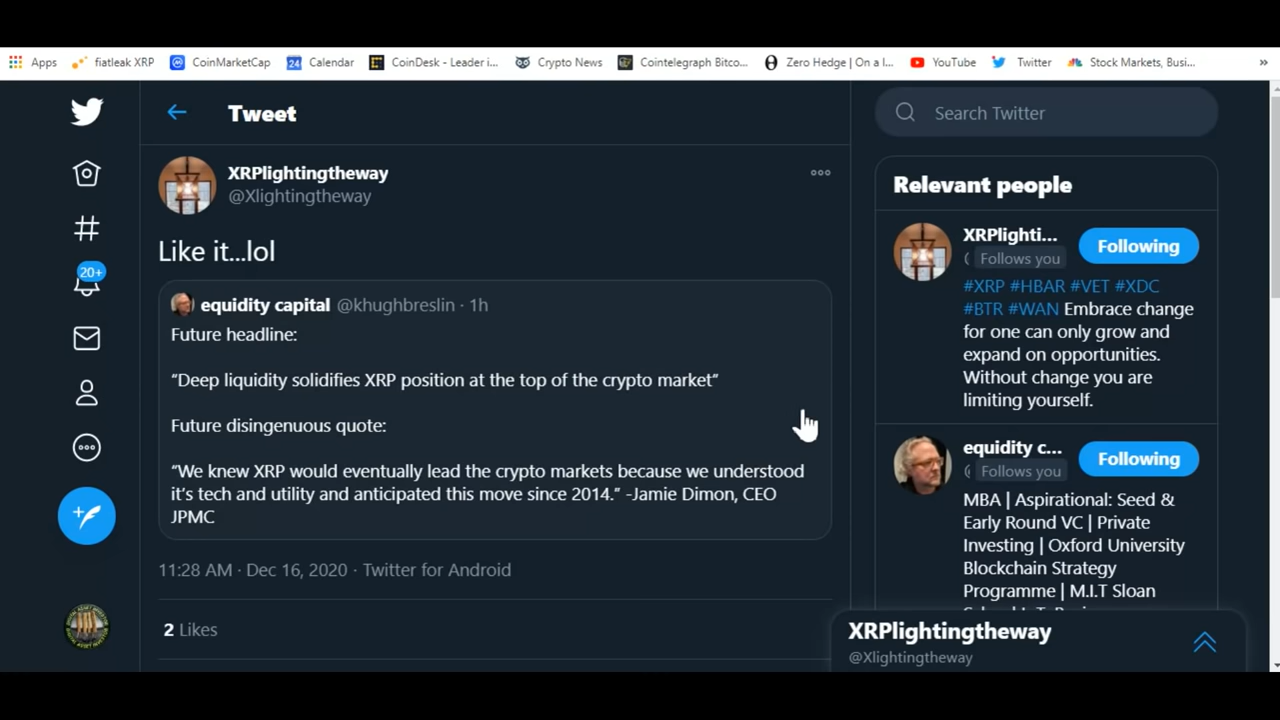 Apps fiatleak XRP CoinMarketCap 24 Calendar CoinDesk - Leader i... Crypto News Cointelegraph Bitco... Zero Hedge | On a l... YouTube Twitter Stock Markets, Busi... »
Tweet
Search Twitter
XRPlightingtheway
@Xlightingtheway
Like it...lol
equidity capital @khughbreslin · 1h
Future headline:
“Deep liquidity solidifies XRP position at the top of the crypto market”
Future disingenuous quote:
“We knew XRP would eventually lead the crypto markets because we understood
it’s tech and utility and anticipated this move since 2014.” -Jamie Dimon, CEO
JPMC
11:28 AM · Dec 16, 2020 · Twitter for Android
2 Likes
20+
Relevant people
XRPlighti...
Follows you
Following
#XRP #HBAR #VET #XDC
#BTR #WAN Embrace change
for one can only grow and
expand on opportunities.
Without change you are
limiting yourself.
equidity c...
Follows you
Following
MBA | Aspirational: Seed &
Early Round VC | Private
Investing | Oxford University
Blockchain Strategy
Programme | M.I.T Sloan
XRPlightingtheway
@Xlightingtheway